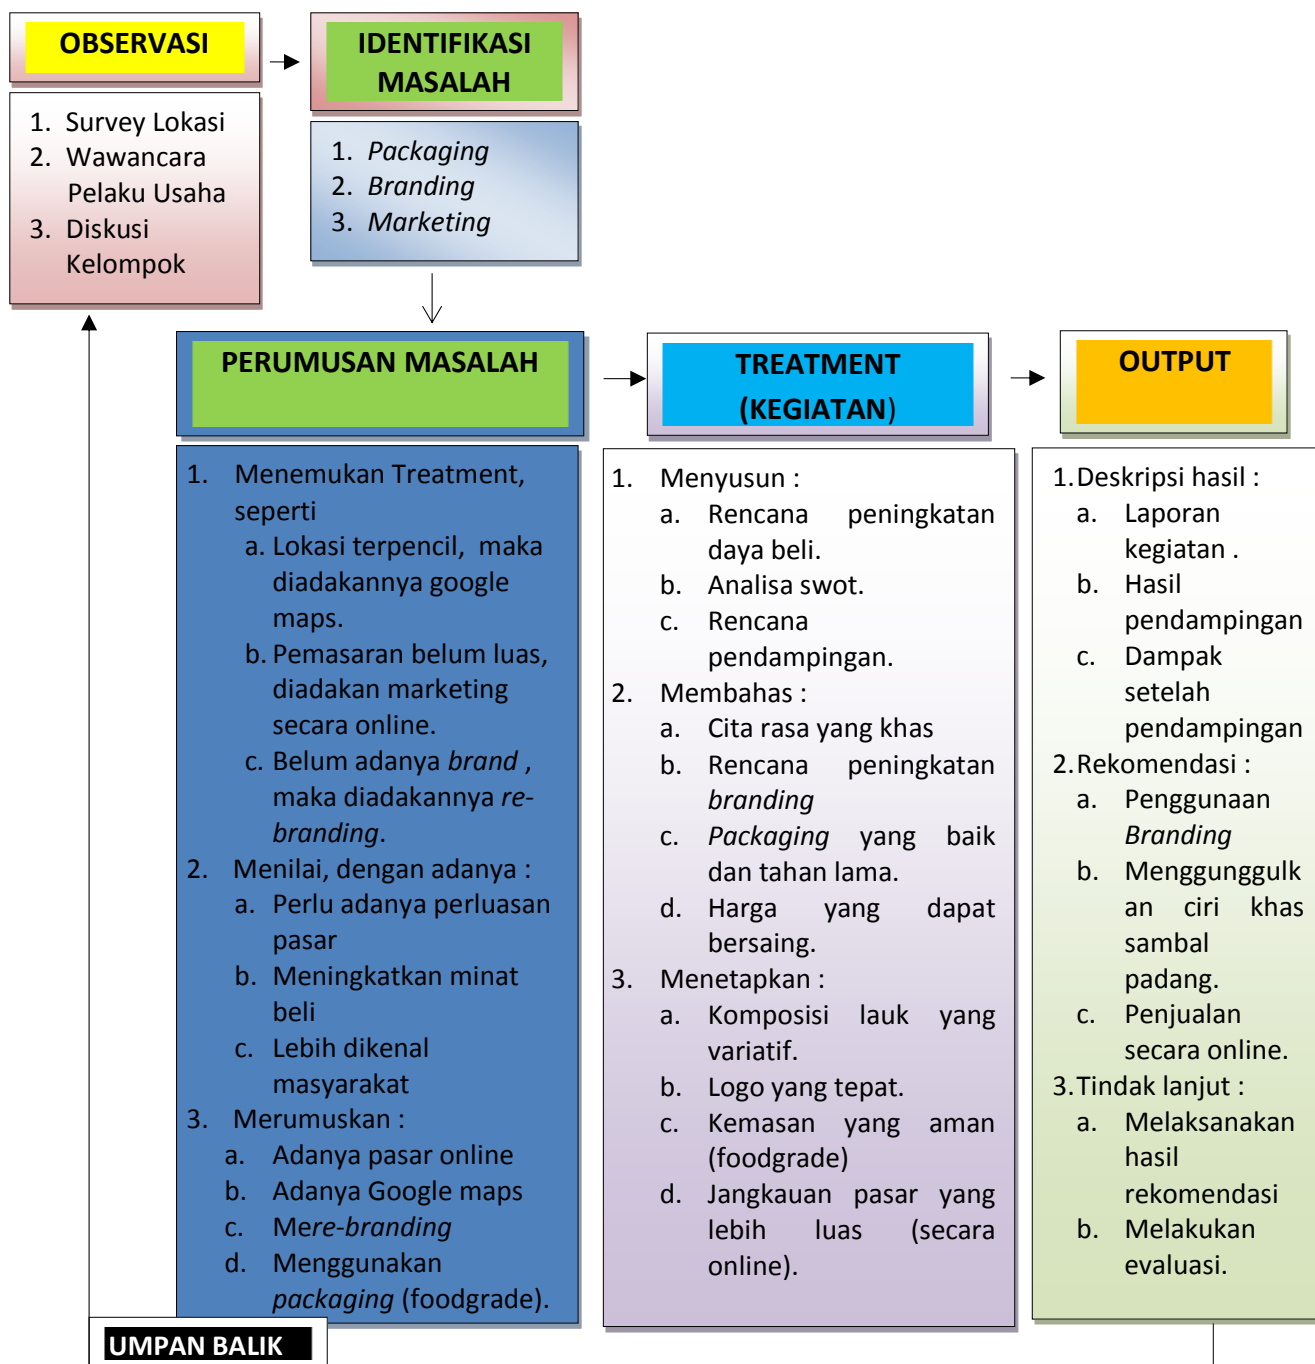 OBSERVASI
1. Survey Lokasi
2. Wawancara
Pelaku Usaha
3. Diskusi
Kelompok
IDENTIFIKASI
MASALAH
1. Packaging
2. Branding
3. Marketing
PERUMUSAN MASALAH
1. Menemukan Treatment,
seperti
a. Lokasi terpencil, maka
diadakannya google
maps.
b. Pemasaran belum luas,
diadakan marketing
secara online.
c. Belum adanya brand ,
maka diadakannya re-
branding.
2. Menilai, dengan adanya :
a. Perlu adanya perluasan
pasar
b. Meningkatkan minat
beli
c. Lebih dikenal
masyarakat
3. Merumuskan :
a. Adanya pasar online
b. Adanya Google maps
c. Mere-branding
d. Menggunakan
packaging (foodgrade).
TREATMENT
(KEGIATAN)
1. Menyusun :
a. Rencana peningkatan
daya beli.
b. Analisa swot.
c. Rencana
pendampingan.
2. Membahas :
a. Cita rasa yang khas
b. Rencana peningkatan
branding
c. Packaging yang baik
dan tahan lama.
d. Harga yang dapat
bersaing.
3. Menetapkan :
a. Komposisi lauk yang
variatif.
b. Logo yang tepat.
c. Kemasan yang aman
(foodgrade)
d. Jangkauan pasar yang
lebih luas (secara
online).
OUTPUT
1.Deskripsi hasil :
a. Laporan
kegiatan .
b. Hasil
pendampingan
c. Dampak
setelah
pendampingan
2.Rekomendasi :
a. Penggunaan
Branding
b. Menggunggulk
an ciri khas
sambal
padang.
c. Penjualan
secara online.
3.Tindak lanjut :
a. Melaksanakan
hasil
rekomendasi
b. Melakukan
evaluasi.
UMPAN BALIK